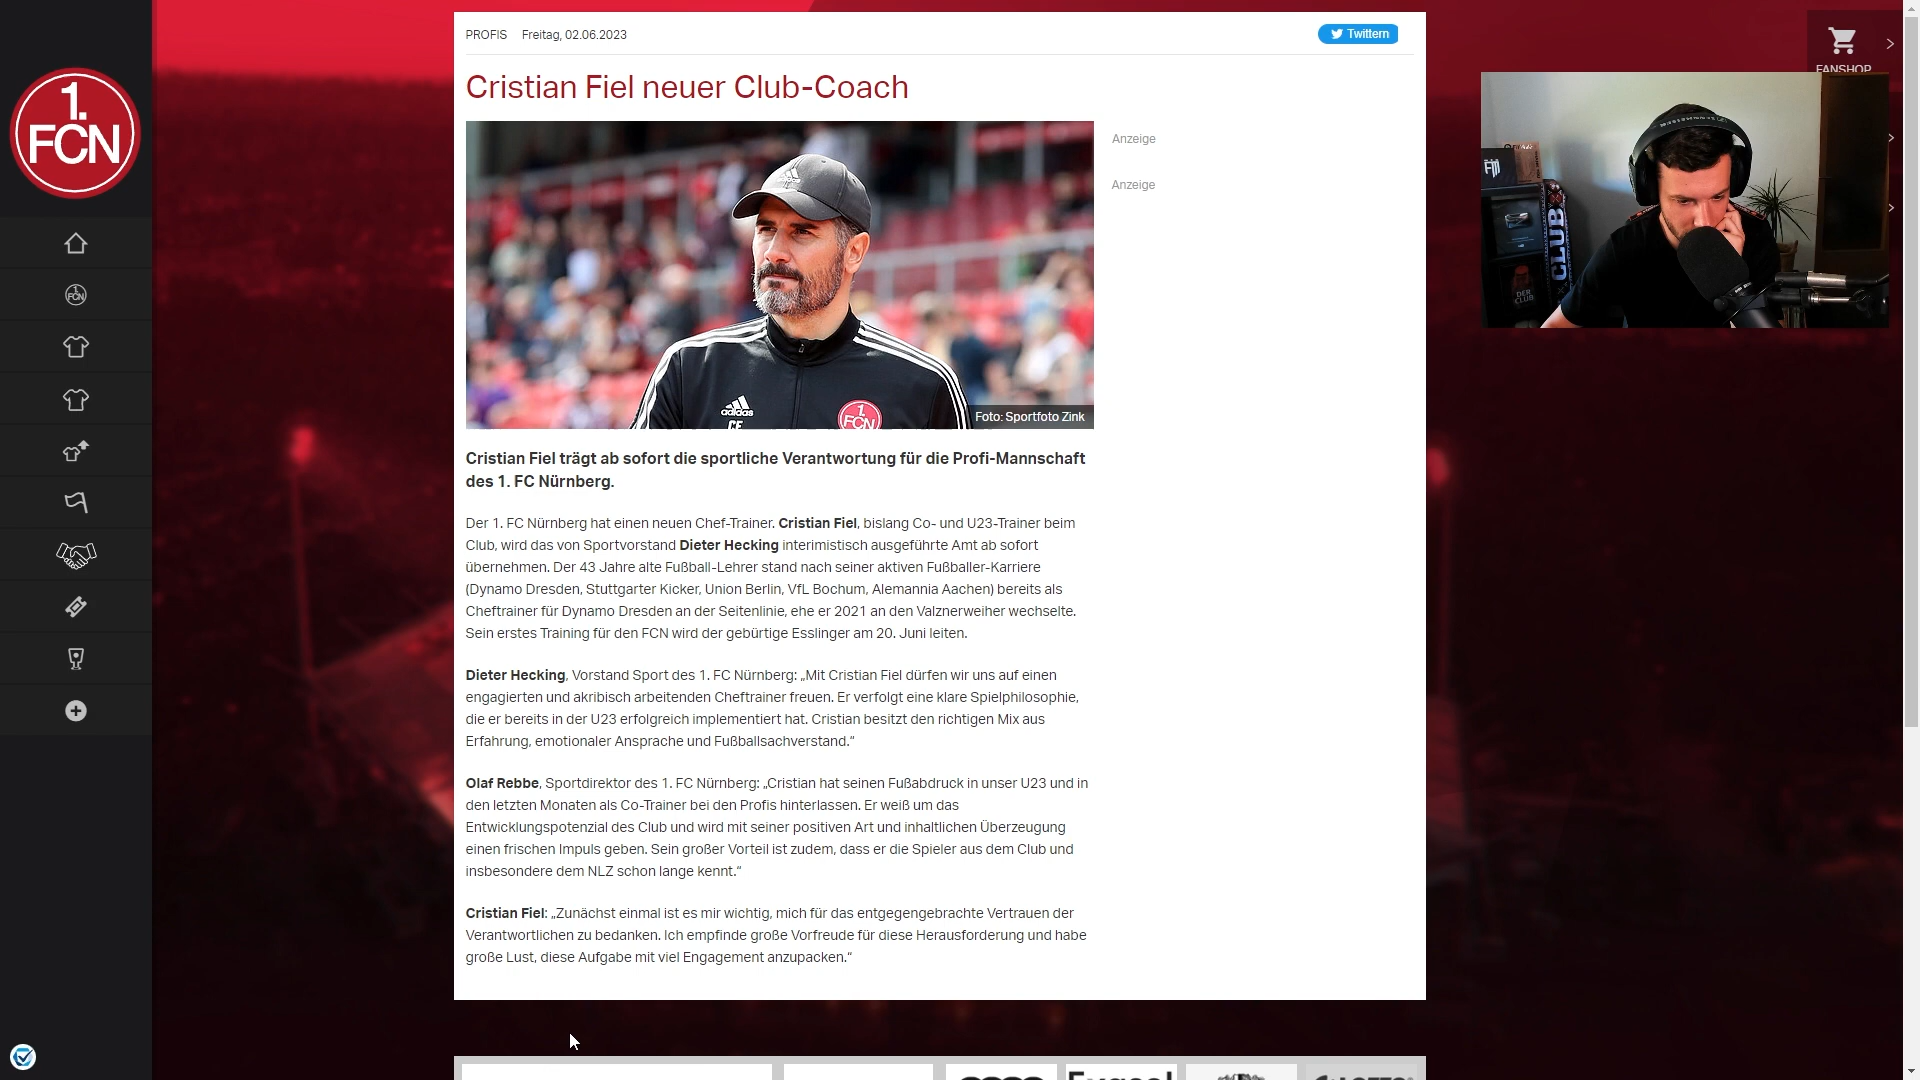 1.
FCN
PROFIS Freitag, 02.06.2023
Twittern
FANSHOP
Cristian Fiel neuer Club-Coach
Anzeige
Anzeige
adidas
CF
1.
FCN
Foto: Sportfoto Zink
CLUB
DER
CLUB
Cristian Fiel trägt ab sofort die sportliche Verantwortung für die Profi-Mannschaft
des 1. FC Nürnberg.
Der 1. FC Nürnberg hat einen neuen Chef-Trainer. Cristian Fiel, bislang Co- und U23-Trainer beim
Club, wird das von Sportvorstand Dieter Hecking interimistisch ausgeführte Amt ab sofort
übernehmen. Der 43 Jahre alte Fußball-Lehrer stand nach seiner aktiven Fußballer-Karriere
(Dynamo Dresden, Stuttgarter Kicker, Union Berlin, VfL Bochum, Alemannia Aachen) bereits als
Cheftrainer für Dynamo Dresden an der Seitenlinie, ehe er 2021 an den Valznerweiher wechselte.
Sein erstes Training für den FCN wird der gebürtige Esslinger am 20. Juni leiten.
Dieter Hecking, Vorstand Sport des 1. FC Nürnberg: „Mit Cristian Fiel dürfen wir uns auf einen
engagierten und akribisch arbeitenden Cheftrainer freuen. Er verfolgt eine klare Spielphilosophie,
die er bereits in der U23 erfolgreich implementiert hat. Cristian besitzt den richtigen Mix aus
Erfahrung, emotionaler Ansprache und Fußballsachverstand.“
Olaf Rebbe, Sportdirektor des 1. FC Nürnberg: „Cristian hat seinen Fußabdruck in unser U23 und in
den letzten Monaten als Co-Trainer bei den Profis hinterlassen. Er weiß um das
Entwicklungspotenzial des Club und wird mit seiner positiven Art und inhaltlichen Überzeugung
einen frischen Impuls geben. Sein großer Vorteil ist zudem, dass er die Spieler aus dem Club und
insbesondere dem NLZ schon lange kennt.“
Cristian Fiel: „Zunächst einmal ist es mir wichtig, mich für das entgegengebrachte Vertrauen der
Verantwortlichen zu bedanken. Ich empfinde große Vorfreude für diese Herausforderung und habe
große Lust, diese Aufgabe mit viel Engagement anzupacken.“